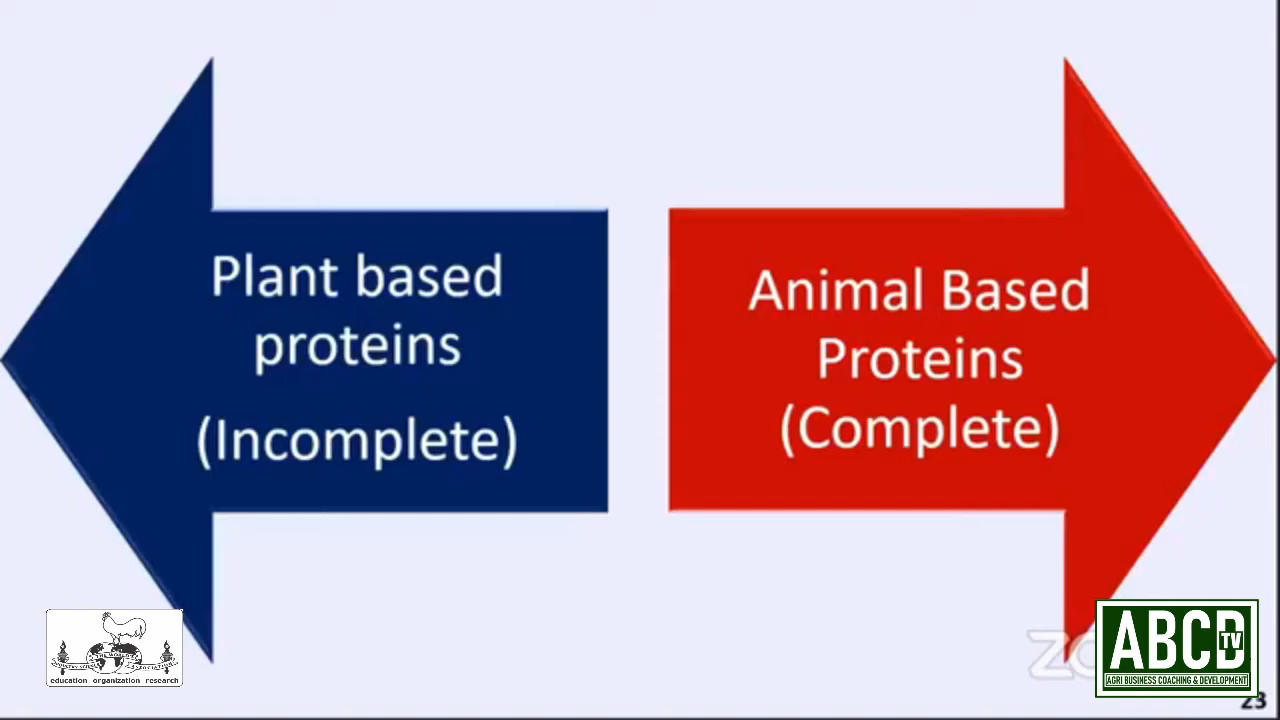 Plant based
proteins
(Incomplete)
Animal Based
Proteins
(Complete)
education organization research
ABCD
TV
AGRI BUSINESS COACHING & DEVELOPMENT
23